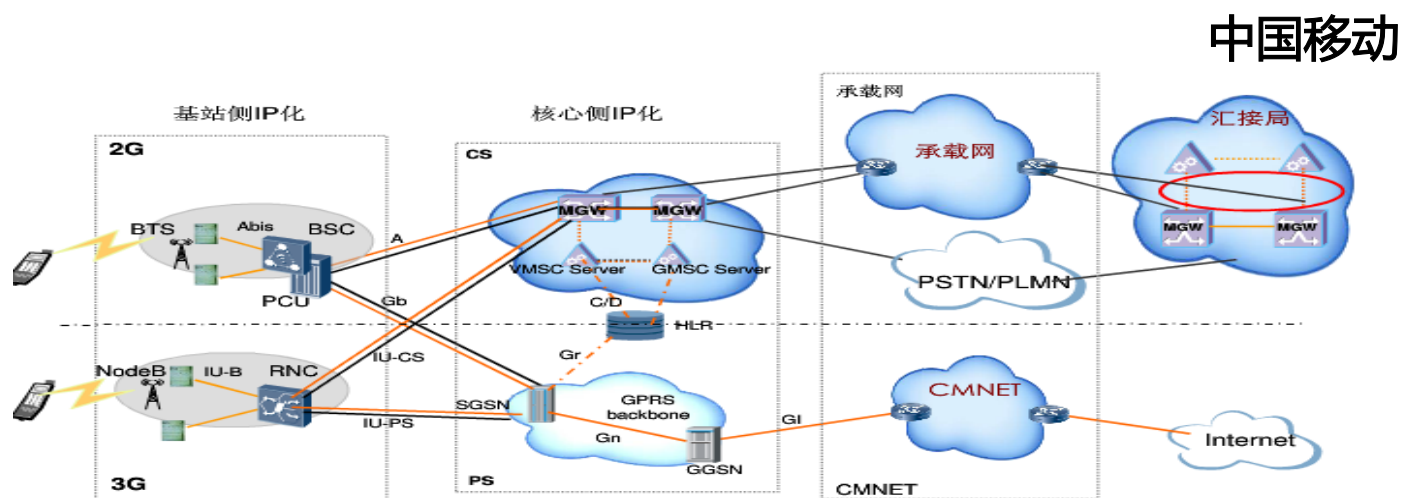 中国移动
基站侧IP化
核心侧IP化
承载网
承载网
汇接局
2G
CS
MGW
MGW
MGW
MGW
BTS
Abis
BSC
A
PCU
VMSC Server
GMSC Server
PSTN/PLMN
Gb
C/D
HLR
IU-CS
Gr
NodeB
IU-B
RNC
SGSN
GPRS
backbone
CMNET
IU-PS
Gn
GI
GGSN
Internet
3G
PS
CMNET